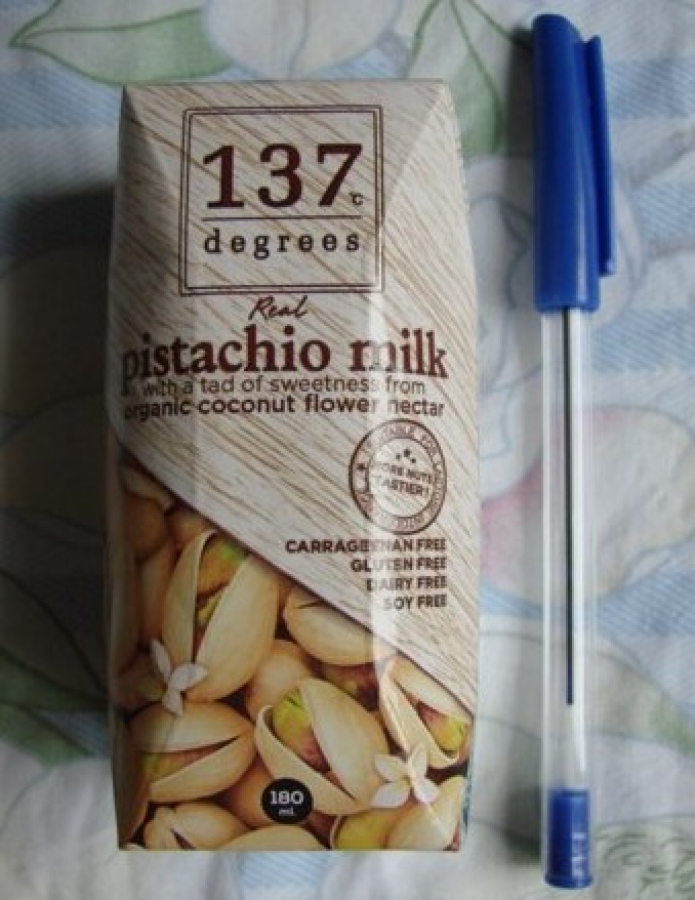 137°C
degrees
Real
pistachio milk
with a tad of sweetness from
organic coconut flower nectar
MORE NUTS
TASTIER!
CARRAGEENAN FREE
GLUTEN FREE
DAIRY FREE
SOY FREE
180
mL